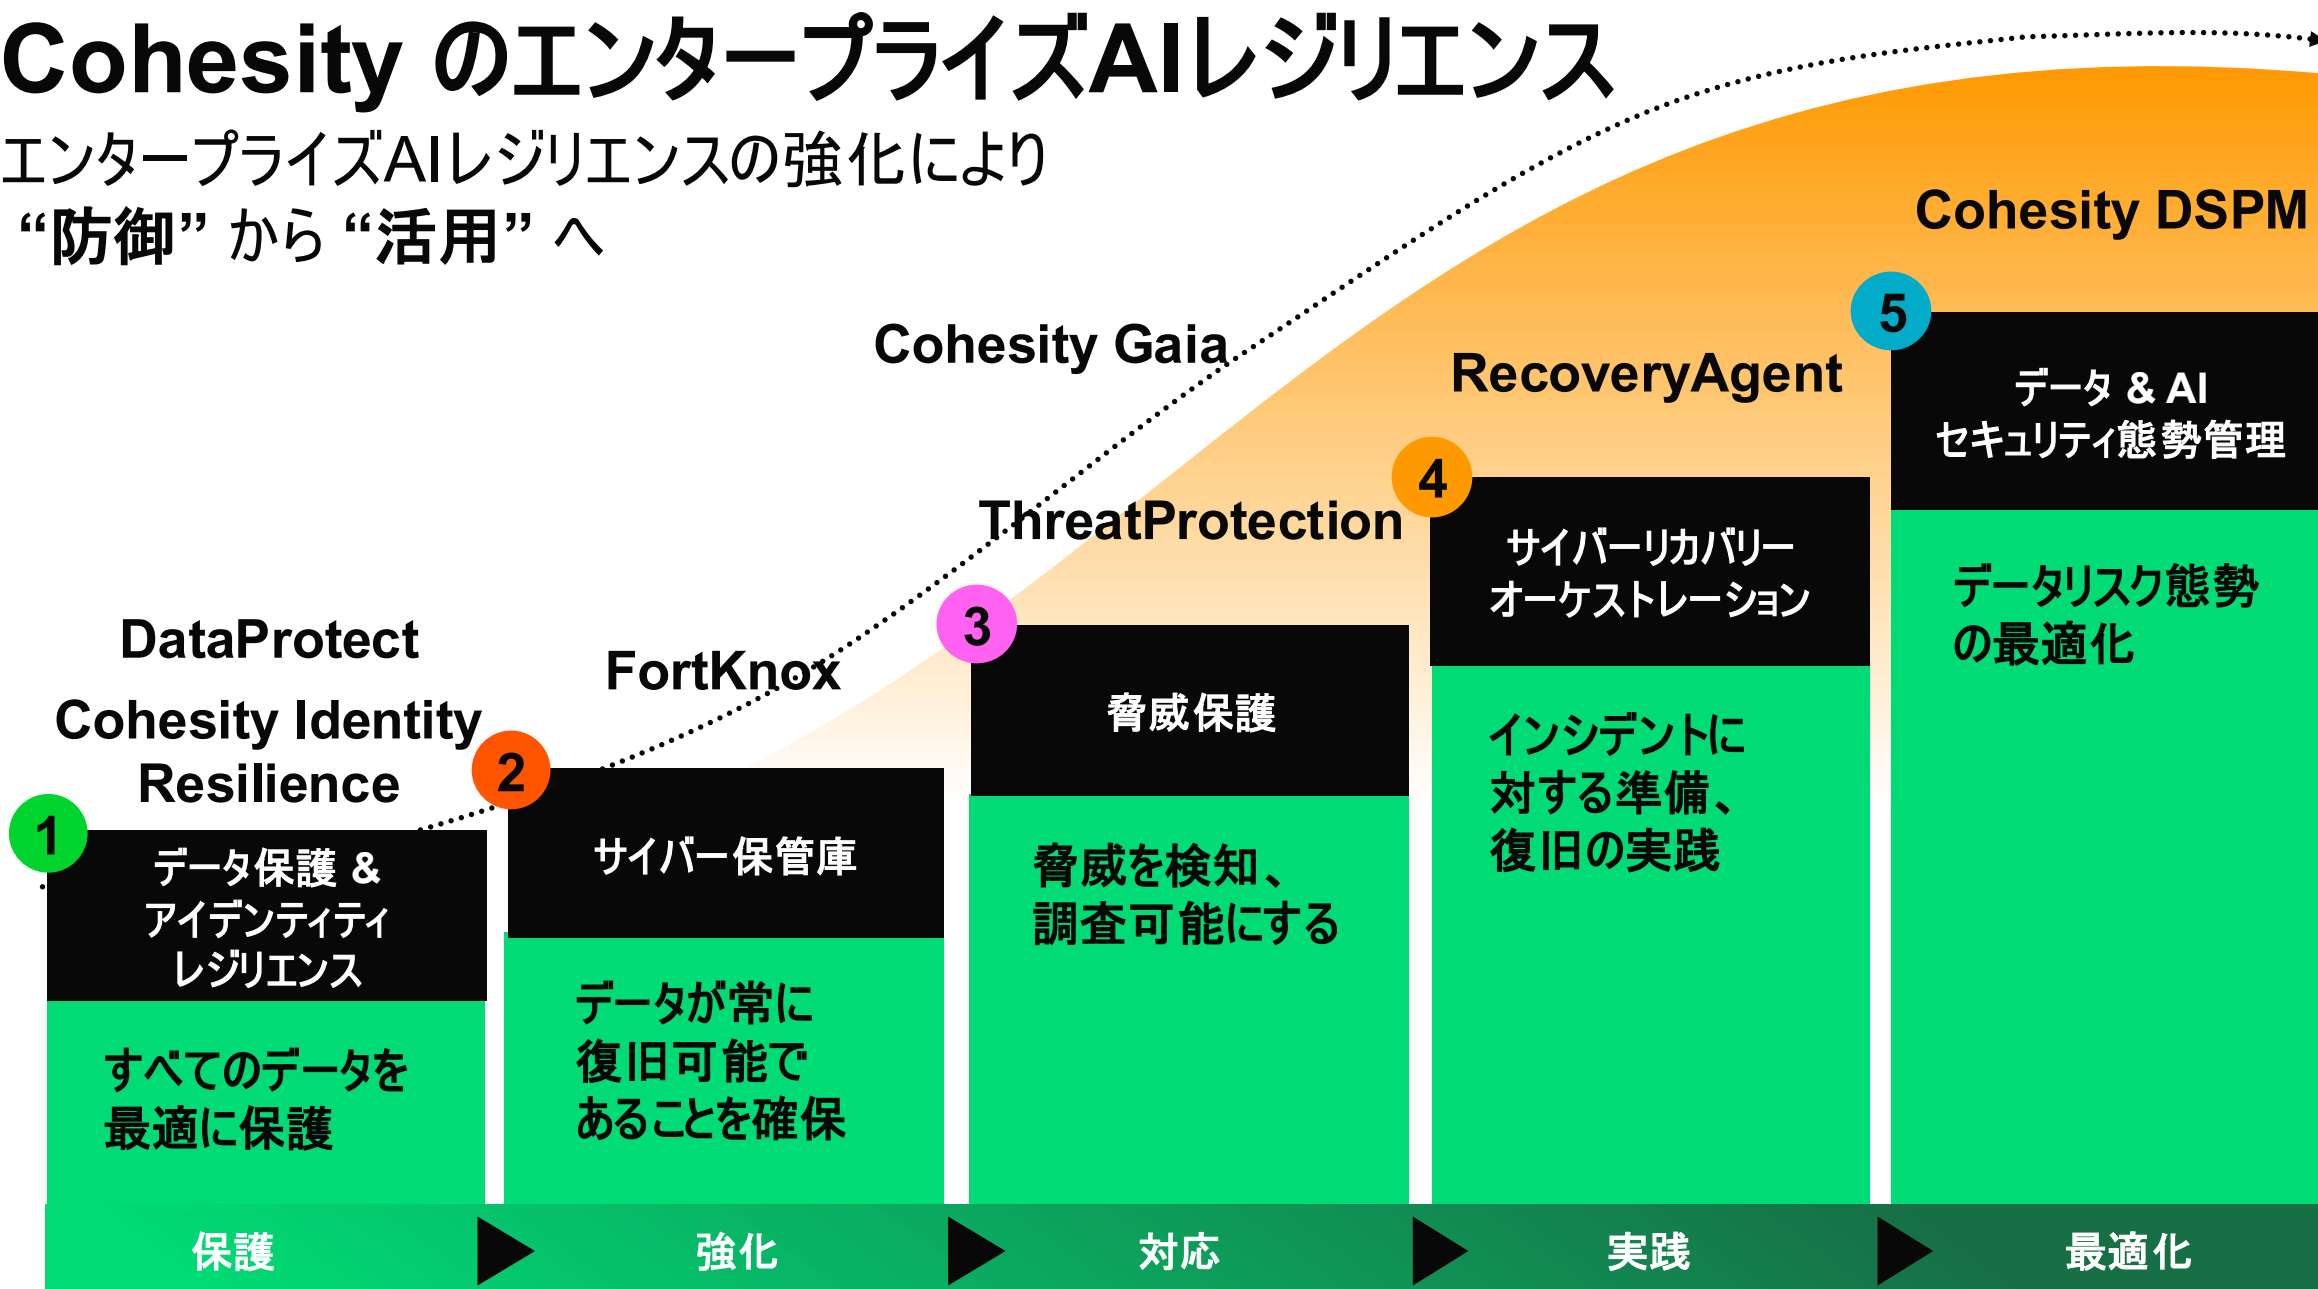 Cohesity のエンタープライズAIレジリエンス
エンタープライズAIレジリエンスの強化により
“防御” から “活用” へ
Cohesity DSPM
Cohesity Gaia
RecoveryAgent
ThreatProtection
FortKnox
DataProtect
Cohesity Identity
Resilience
1
データ保護 &
アイデンティティ
レジリエンス
すべてのデータを
最適に保護
2
サイバー保管庫
データが常に
復旧可能で
あることを確保
3
脅威保護
脅威を検知、
調査可能にする
4
サイバーリカバリー
オーケストレーション
インシデントに
対する準備、
復旧の実践
5
データ & AI
セキュリティ態勢管理
データリスク態勢
の最適化
保護
強化
対応
実践
最適化